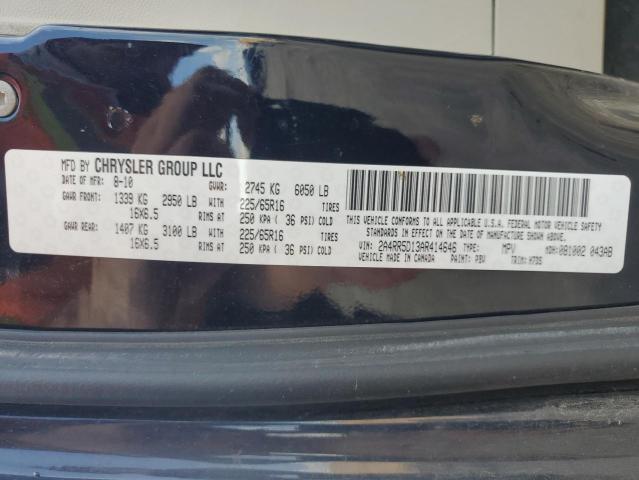 MFD BY CHRYSLER GROUP LLC
DATE OF MFR: 8-10 GVWR: 2745 KG 6050 LB
GAWR FRONT: 1339 KG 2950 LB WITH 225/65R16 TIRES
16X6.5 RIMS AT 250 KPA ( 36 PSI) COLD
GAWR REAR: 1407 KG 3100 LB WITH 225/65R16 TIRES
16X6.5 RIMS AT 250 KPA ( 36 PSI) COLD
THIS VEHICLE CONFORMS TO ALL APPLICABLE U.S.A. FEDERAL MOTOR VEHICLE SAFETY
STANDARDS IN EFFECT ON THE DATE OF MANUFACTURE SHOWN ABOVE.
VIN: 2A4RR5D13AR414646 TYPE: MPV MDH: 081002 043AB
VEHICLE MADE IN CANADA PAINT: PBV TRIM: H7DS